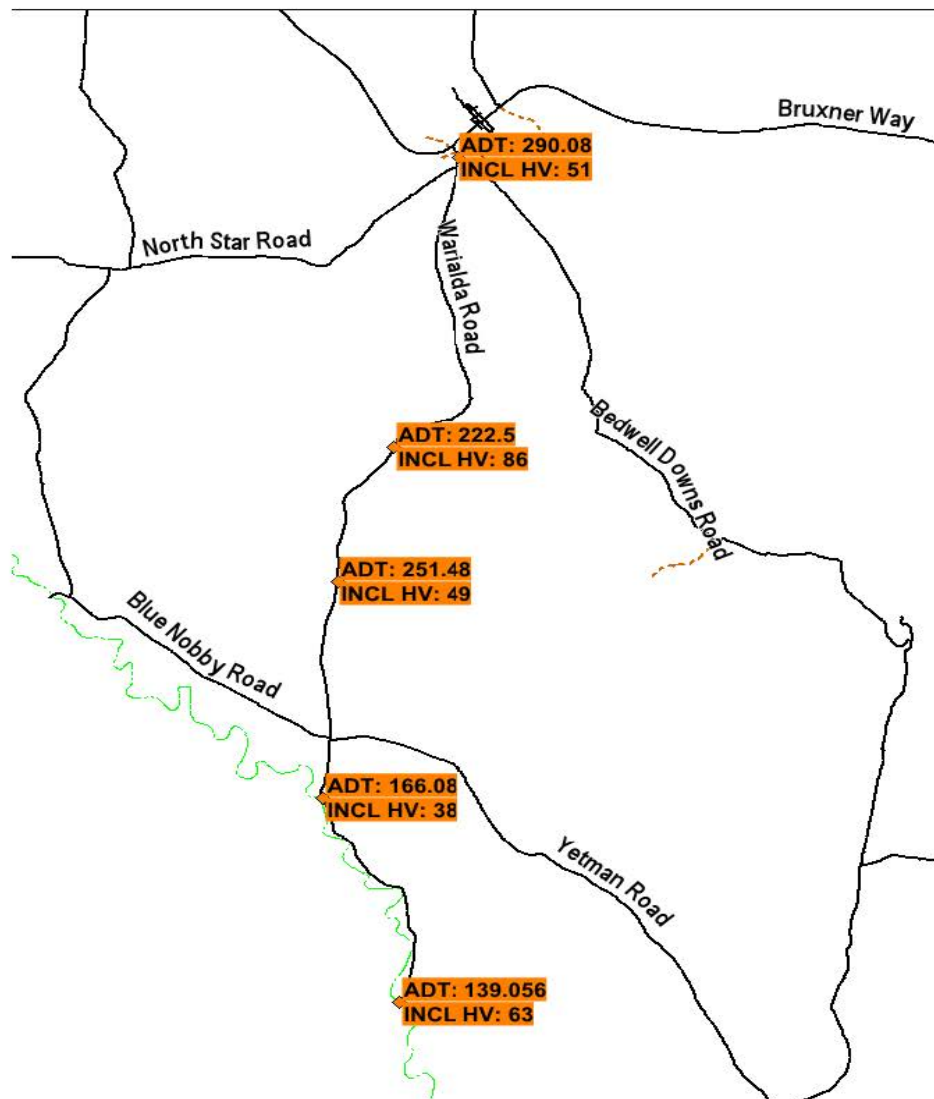 Bruxner Way
ADT: 290.08
INCL HV: 51
North Star Road
Warialda Road
ADT: 222.5
INCL HV: 86
Bedwell Downs Road
ADT: 251.48
INCL HV: 49
Blue Nobby Road
ADT: 166.08
INCL HV: 38
Yetman Road
ADT: 139.056
INCL HV: 63